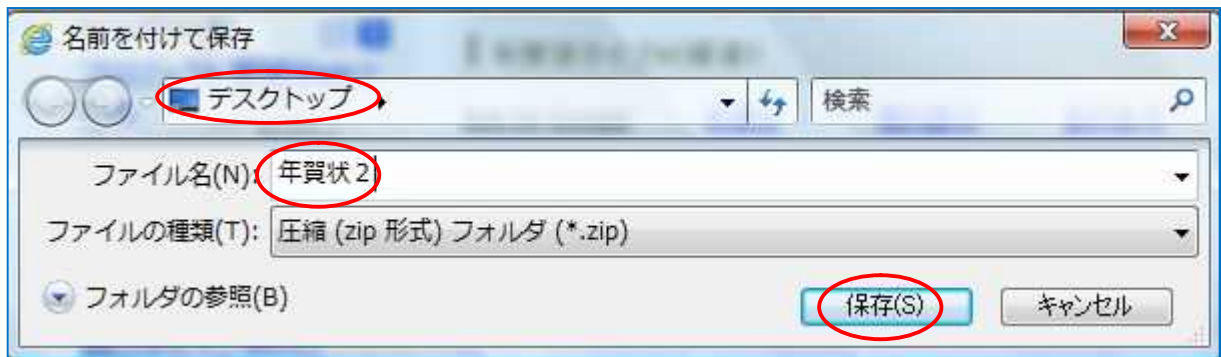 名前を付けて保存
デスクトップ
検索
ファイル名(N): 年賀状2
ファイルの種類(T): 圧縮 (zip 形式) フォルダ (*.zip)
フォルダの参照(B)
保存(S) キャンセル